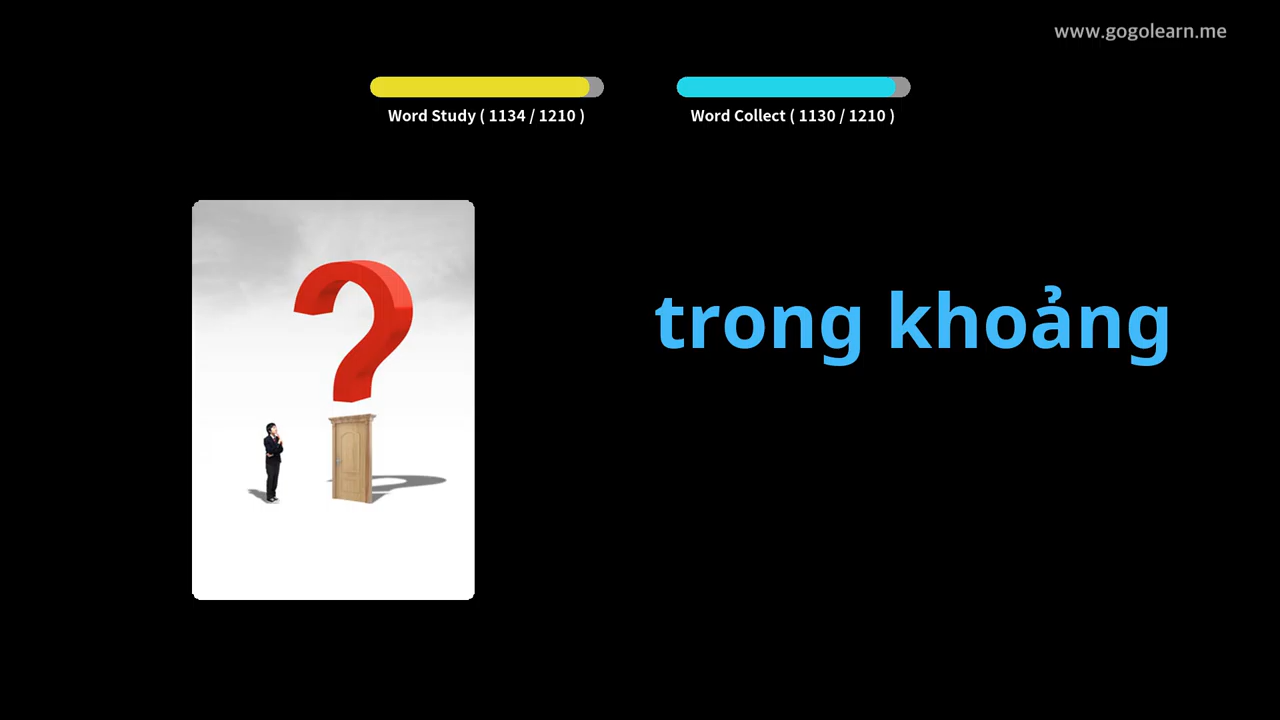 www.gogolearn.me
Word Study ( 1134 / 1210 )
Word Collect ( 1130 / 1210 )
?
trong khoảng